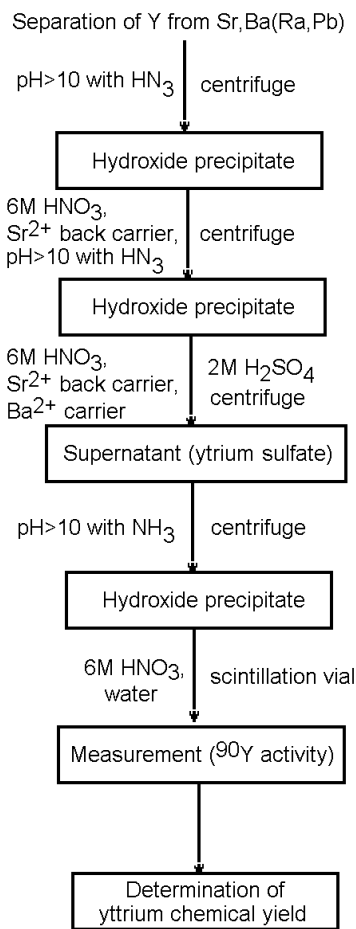 Separation of Y from Sr,Ba(Ra,Pb)
pH>10 with HN3
centrifuge
Hydroxide precipitate
6M HNO3,
Sr2+ back carrier,
pH>10 with HN3
centrifuge
Hydroxide precipitate
6M HNO3,
Sr2+ back carrier,
Ba2+ carrier
2M H2SO4
centrifuge
Supernatant (ytrium sulfate)
pH>10 with NH3
centrifuge
Hydroxide precipitate
6M HNO3,
water
scintillation vial
Measurement (90Y activity)
Determination of
yttrium chemical yield